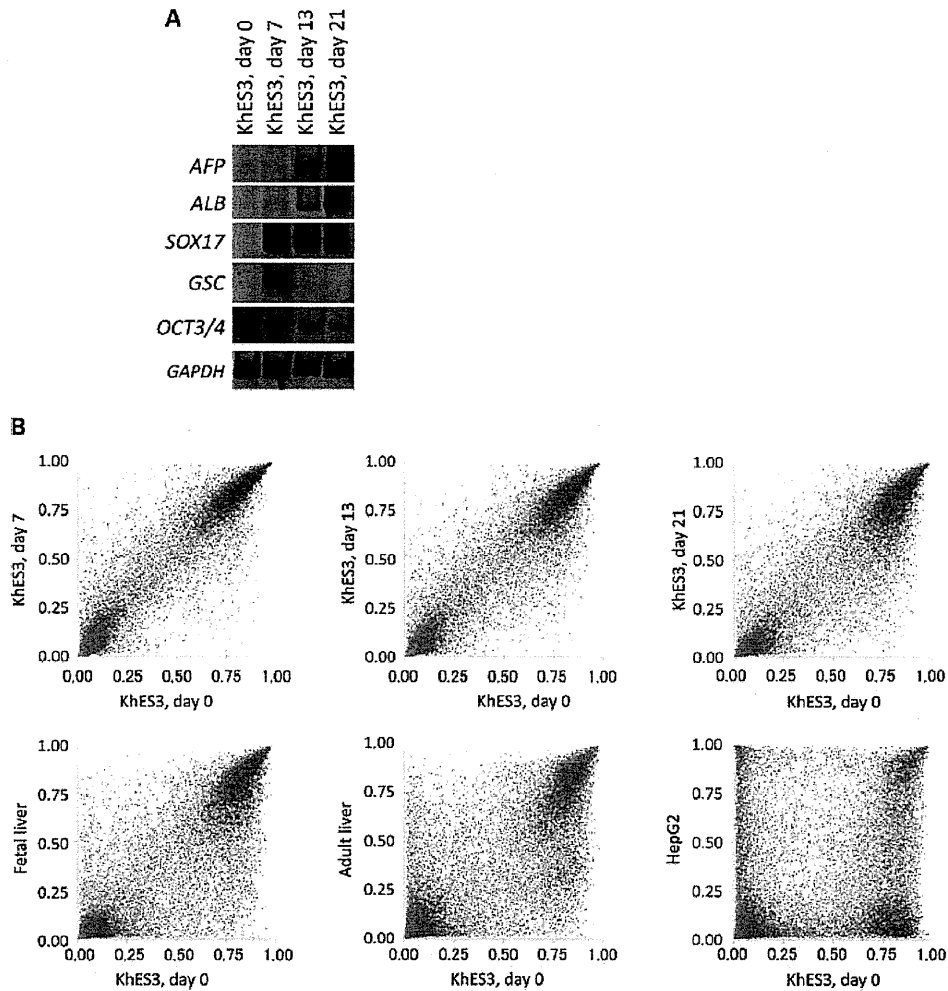 A
KhES3, day 0
KhES3, day 7
KhES3, day 13
KhES3, day 21
AFP
ALB
SOX17
GSC
OCT3/4
GAPDH
B
1.00
0.75
0.50
0.25
0.00
KhES3, day 7
0.00 0.25 0.50 0.75 1.00
KhES3, day 0
1.00
0.75
0.50
0.25
0.00
KhES3, day 13
0.00 0.25 0.50 0.75 1.00
KhES3, day 0
1.00
0.75
0.50
0.25
0.00
KhES3, day 21
0.00 0.25 0.50 0.75 1.00
KhES3, day 0
1.00
0.75
0.50
0.25
0.00
Fetal liver
0.00 0.25 0.50 0.75 1.00
KhES3, day 0
1.00
0.75
0.50
0.25
0.00
Adult liver
0.00 0.25 0.50 0.75 1.00
KhES3, day 0
1.00
0.75
0.50
0.25
0.00
HepG2
0.00 0.25 0.50 0.75 1.00
KhES3, day 0